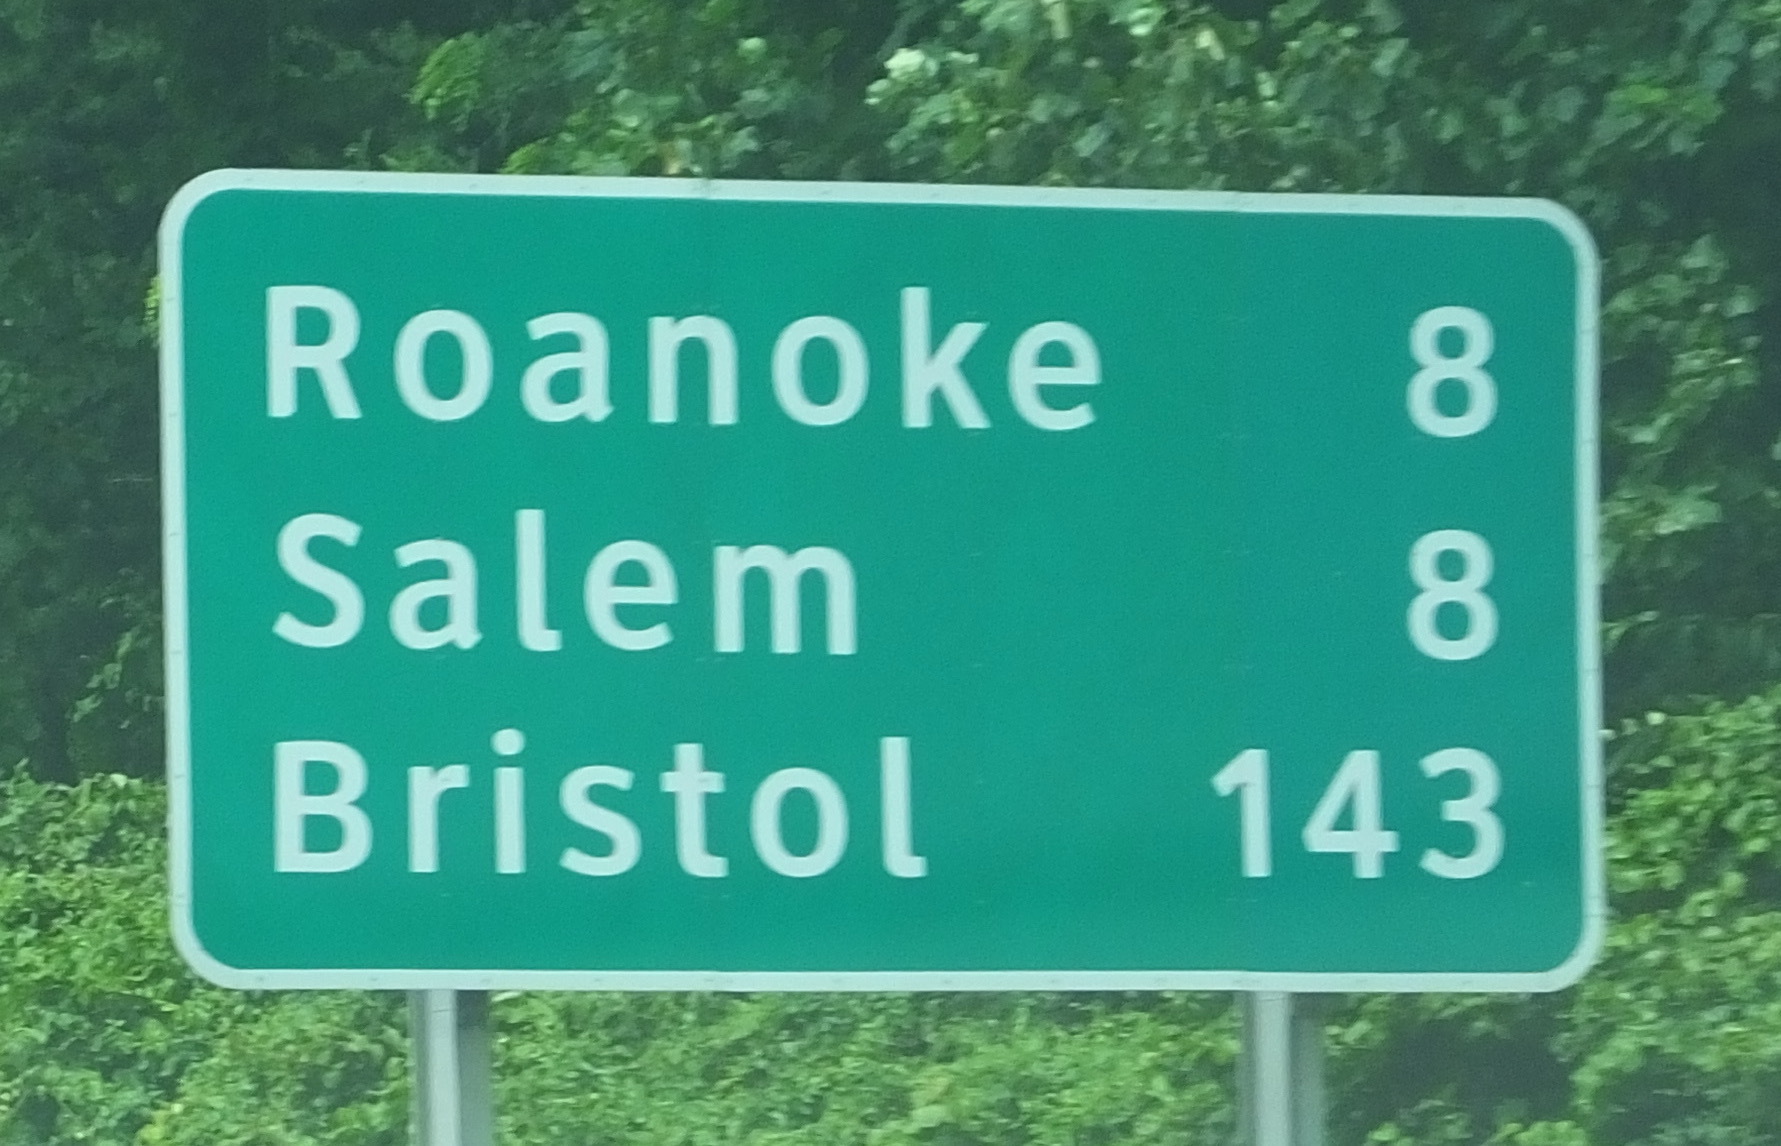 Roanoke 8
Salem 8
Bristol 143